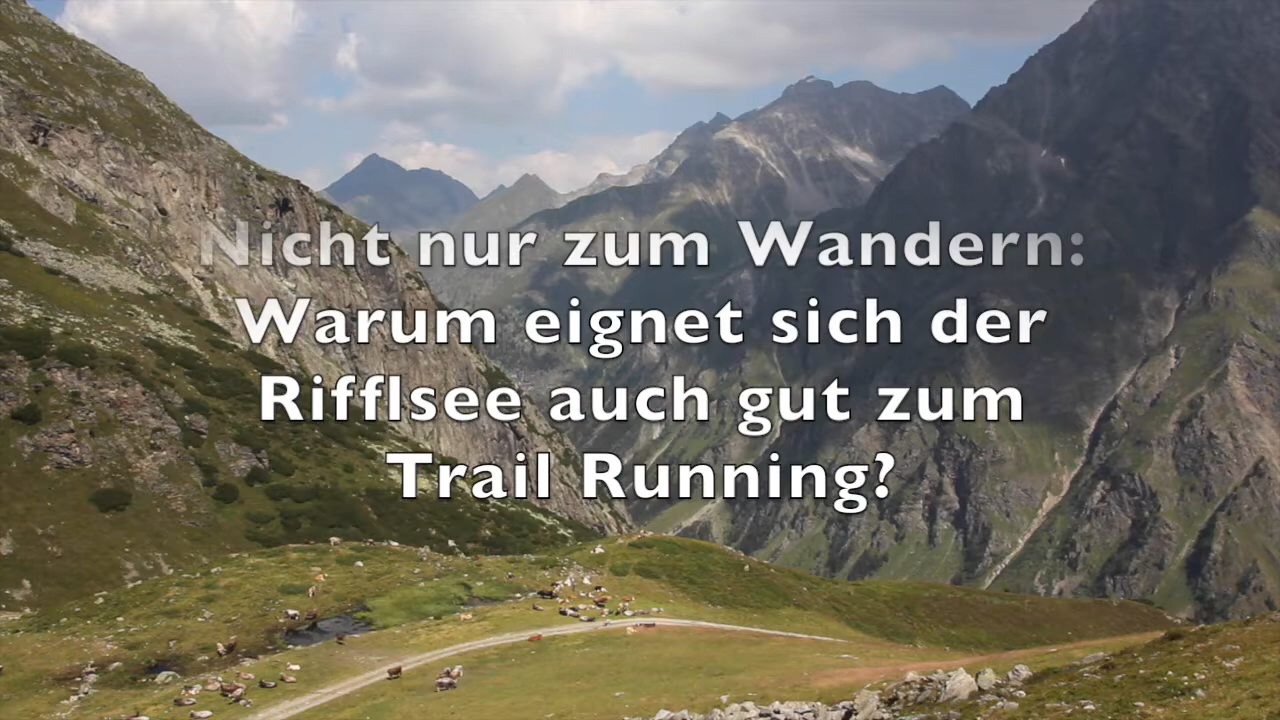 Nicht nur zum Wandern:
Warum eignet sich der
Rifflsee auch gut zum
Trail Running?